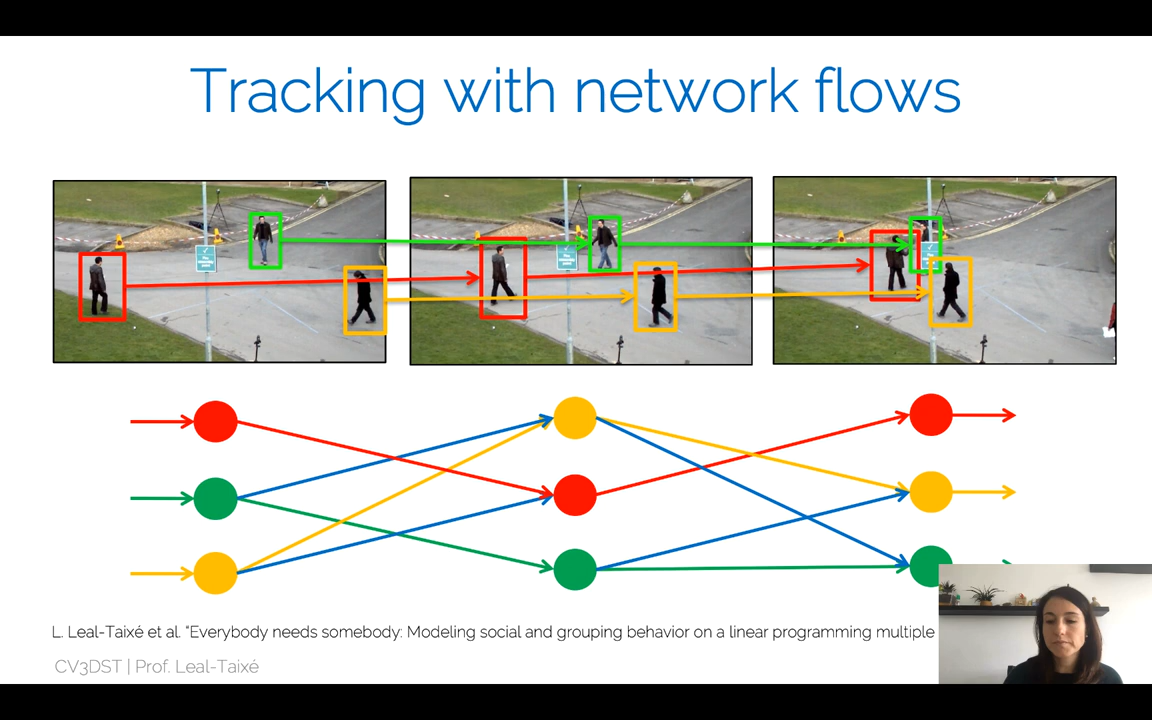 Tracking with network flows
L. Leal-Taixé et al. “Everybody needs somebody: Modeling social and grouping behavior on a linear programming multiple
CV3DST | Prof. Leal-Taixé